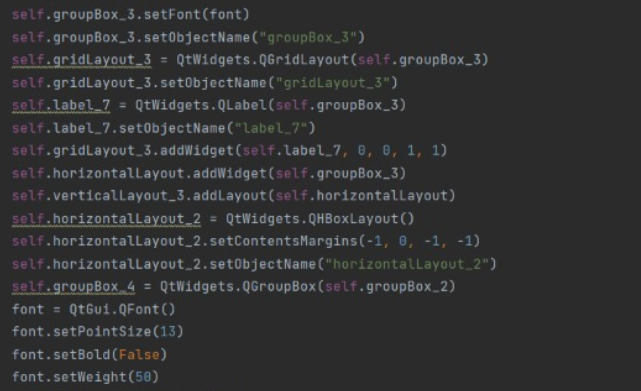 self.groupBox_3.setFont(font)
self.groupBox_3.setObjectName("groupBox_3")
self.gridLayout_3 = QtWidgets.QGridLayout(self.groupBox_3)
self.gridLayout_3.setObjectName("gridLayout_3")
self.label_7 = QtWidgets.QLabel(self.groupBox_3)
self.label_7.setObjectName("label_7")
self.gridLayout_3.addWidget(self.label_7, 0, 0, 1, 1)
self.horizontalLayout.addWidget(self.groupBox_3)
self.verticalLayout_3.addLayout(self.horizontalLayout)
self.horizontalLayout_2 = QtWidgets.QHBoxLayout()
self.horizontalLayout_2.setContentsMargins(-1, 0, -1, -1)
self.horizontalLayout_2.setObjectName("horizontalLayout_2")
self.groupBox_4 = QtWidgets.QGroupBox(self.groupBox_2)
font = QtGui.QFont()
font.setPointSize(13)
font.setBold(False)
font.setWeight(50)